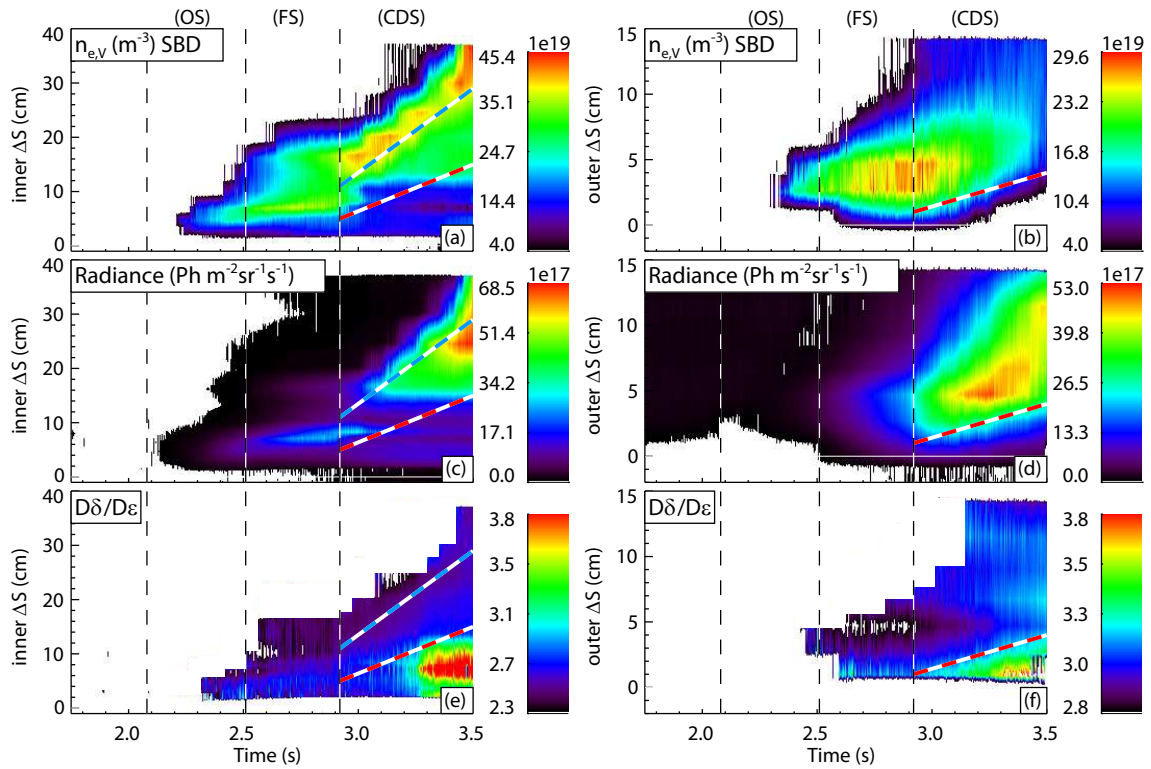 (OS) (FS) (CDS)
(OS) (FS) (CDS)
n_e,V (m⁻³) SBD
1e19
40
30
20
10
0
inner ΔS (cm)
45.4
35.1
24.7
14.4
4.0
(a)
n_e,V (m⁻³) SBD
1e19
15
10
5
0
outer ΔS (cm)
29.6
23.2
16.8
10.4
4.0
(b)
Radiance (Ph m⁻²sr⁻¹s⁻¹)
1e17
40
30
20
10
0
inner ΔS (cm)
68.5
51.4
34.2
17.1
0.0
(c)
Radiance (Ph m⁻²sr⁻¹s⁻¹)
1e17
15
10
5
0
outer ΔS (cm)
53.0
39.8
26.5
13.3
0.0
(d)
Dδ/Dε
40
30
20
10
0
inner ΔS (cm)
3.8
3.4
3.1
2.7
2.3
(e)
2.0 2.5 3.0 3.5
Time (s)
Dδ/Dε
15
10
5
0
outer ΔS (cm)
3.8
3.6
3.3
3.0
2.8
(f)
2.0 2.5 3.0 3.5
Time (s)